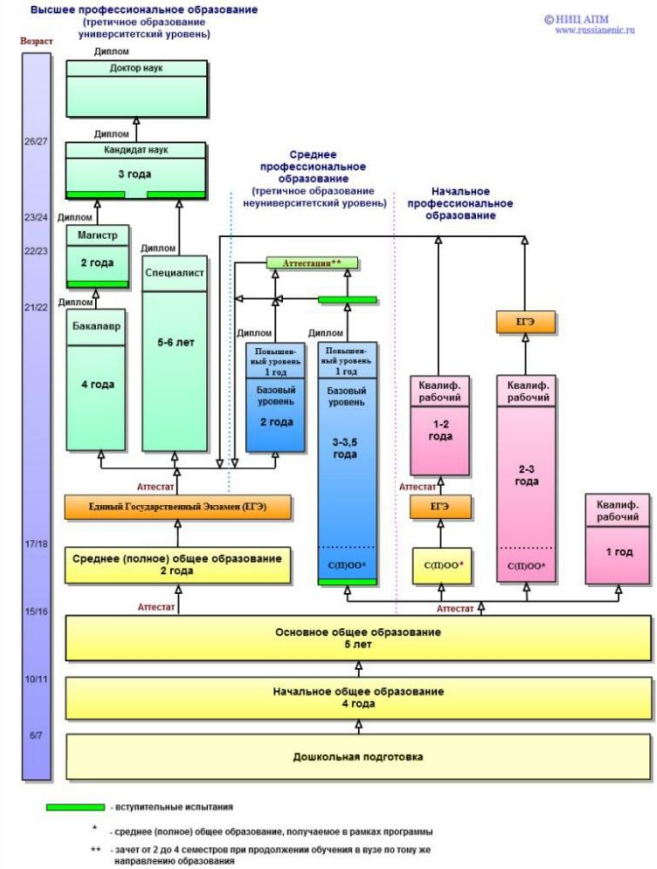 Высшее профессиональное образование
(третичное образование
университетский уровень)
© НИЦ АПМ
www.russianenic.ru
Возраст
Диплом
Доктор наук
26/27
Диплом
Кандидат наук
3 года
Среднее
профессиональное
образование
(третичное образование
неуниверситетский уровень)
Начальное
профессиональное
образование
23/24
Диплом
Диплом
22/23
Магистр
2 года
Специалист
5-6 лет
Аттестация**
21/22
Диплом
Бакалавр
4 года
ЕГЭ
Диплом
Диплом
Повышен-
ный уровень
1 год
Базовый
уровень
2 года
Повышен-
ный уровень
1 год
Базовый
уровень
3-3,5
года
С(П)ОО*
Квалиф.
рабочий
1-2
года
Квалиф.
рабочий
2-3
года
С(П)ОО*
Аттестат
Аттестат
Единый Государственный Экзамен (ЕГЭ)
ЕГЭ
Квалиф.
рабочий
1 год
17/18
Среднее (полное) общее образование
2 года
С(П)ОО*
15/16
Аттестат
Аттестат
Основное общее образование
5 лет
10/11
Начальное общее образование
4 года
6/7
Дошкольная подготовка
- вступительные испытания
* - среднее (полное) общее образование, получаемое в рамках программы
** - зачет от 2 до 4 семестров при продолжении обучения в вузе по тому же
направлению образования